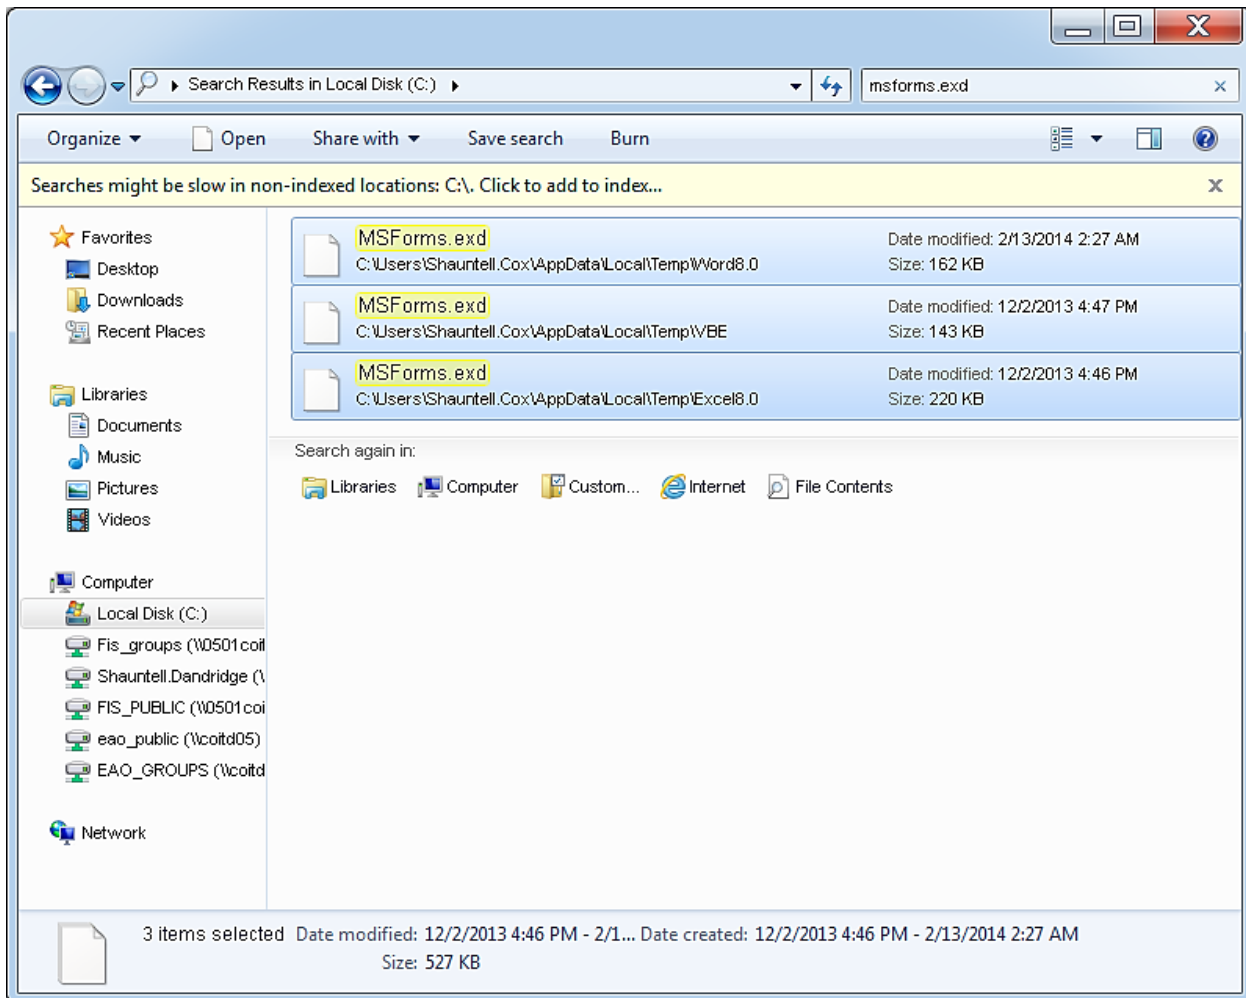 Search Results in Local Disk (C:)
msforms.exd
Organize Open Share with Save search Burn
Searches might be slow in non-indexed locations: C:\. Click to add to index...
Favorites
Desktop
Downloads
Recent Places
Libraries
Documents
Music
Pictures
Videos
Computer
Local Disk (C:)
Fis_groups (\\0501coit
Shauntell.Dandridge (\
FIS_PUBLIC (\\0501coi
eao_public (\\coitd05)
EAO_GROUPS (\\coitd
Network
MSForms.exd Date modified: 2/13/2014 2:27 AM
C:\Users\Shauntell.Cox\AppData\Local\Temp\Word8.0 Size: 162 KB
MSForms.exd Date modified: 12/2/2013 4:47 PM
C:\Users\Shauntell.Cox\AppData\Local\Temp\VBE Size: 143 KB
MSForms.exd Date modified: 12/2/2013 4:46 PM
C:\Users\Shauntell.Cox\AppData\Local\Temp\Excel8.0 Size: 220 KB
Search again in:
Libraries Computer Custom... Internet File Contents
3 items selected Date modified: 12/2/2013 4:46 PM - 2/1... Date created: 12/2/2013 4:46 PM - 2/13/2014 2:27 AM
Size: 527 KB